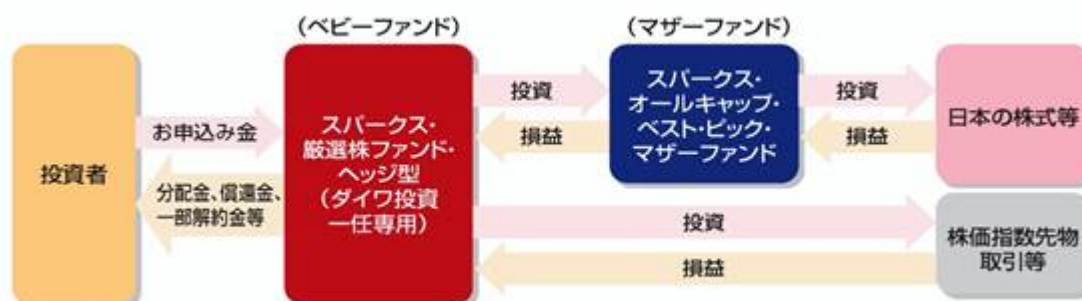 (ベビーファンド)
(マザーファンド)
投資者
お申込み金
分配金、償還金、
一部解約金等
スパークス・
厳選株ファンド・
ヘッジ型
(ダイワ投資
一任専用)
投資
損益
スパークス・
オールキャップ・
ベスト・ピック・
マザーファンド
投資
損益
日本の株式等
投資
損益
株価指数先物
取引等